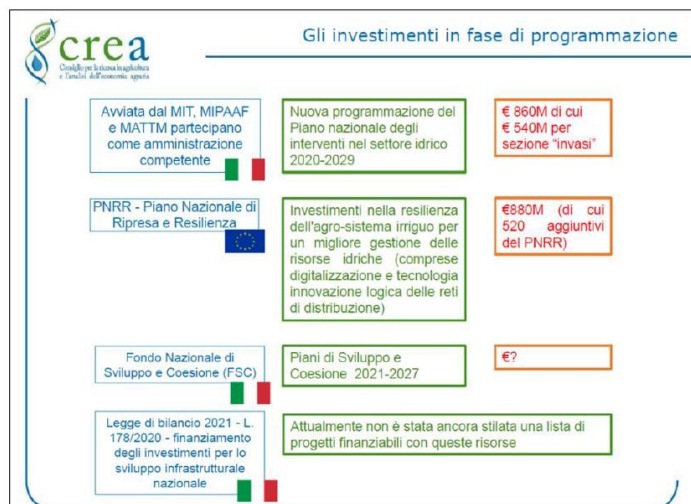 crea
Consiglio per la ricerca in agricoltura
e l'analisi dell'economia agraria
Gli investimenti in fase di programmazione
Avviata dal MIT, MIPAAF
e MATTM partecipano
come amministrazione
competente
Nuova programmazione del
Piano nazionale degli
interventi nel settore idrico
2020-2029
€ 860M di cui
€ 540M per
sezione “invasi”
PNRR - Piano Nazionale di
Ripresa e Resilienza
Investimenti nella resilienza
dell'agro-sistema irriguo per
un migliore gestione delle
risorse idriche (comprese
digitalizzazione e tecnologia
innovazione logica delle reti
di distribuzione)
€880M (di cui
520 aggiuntivi
del PNRR)
Fondo Nazionale di
Sviluppo e Coesione (FSC)
Piani di Sviluppo e
Coesione 2021-2027
€?
Legge di bilancio 2021 - L.
178/2020 - finanziamento
degli investimenti per lo
sviluppo infrastrutturale
nazionale
Attualmente non è stata ancora stilata una lista di
progetti finanziabili con queste risorse